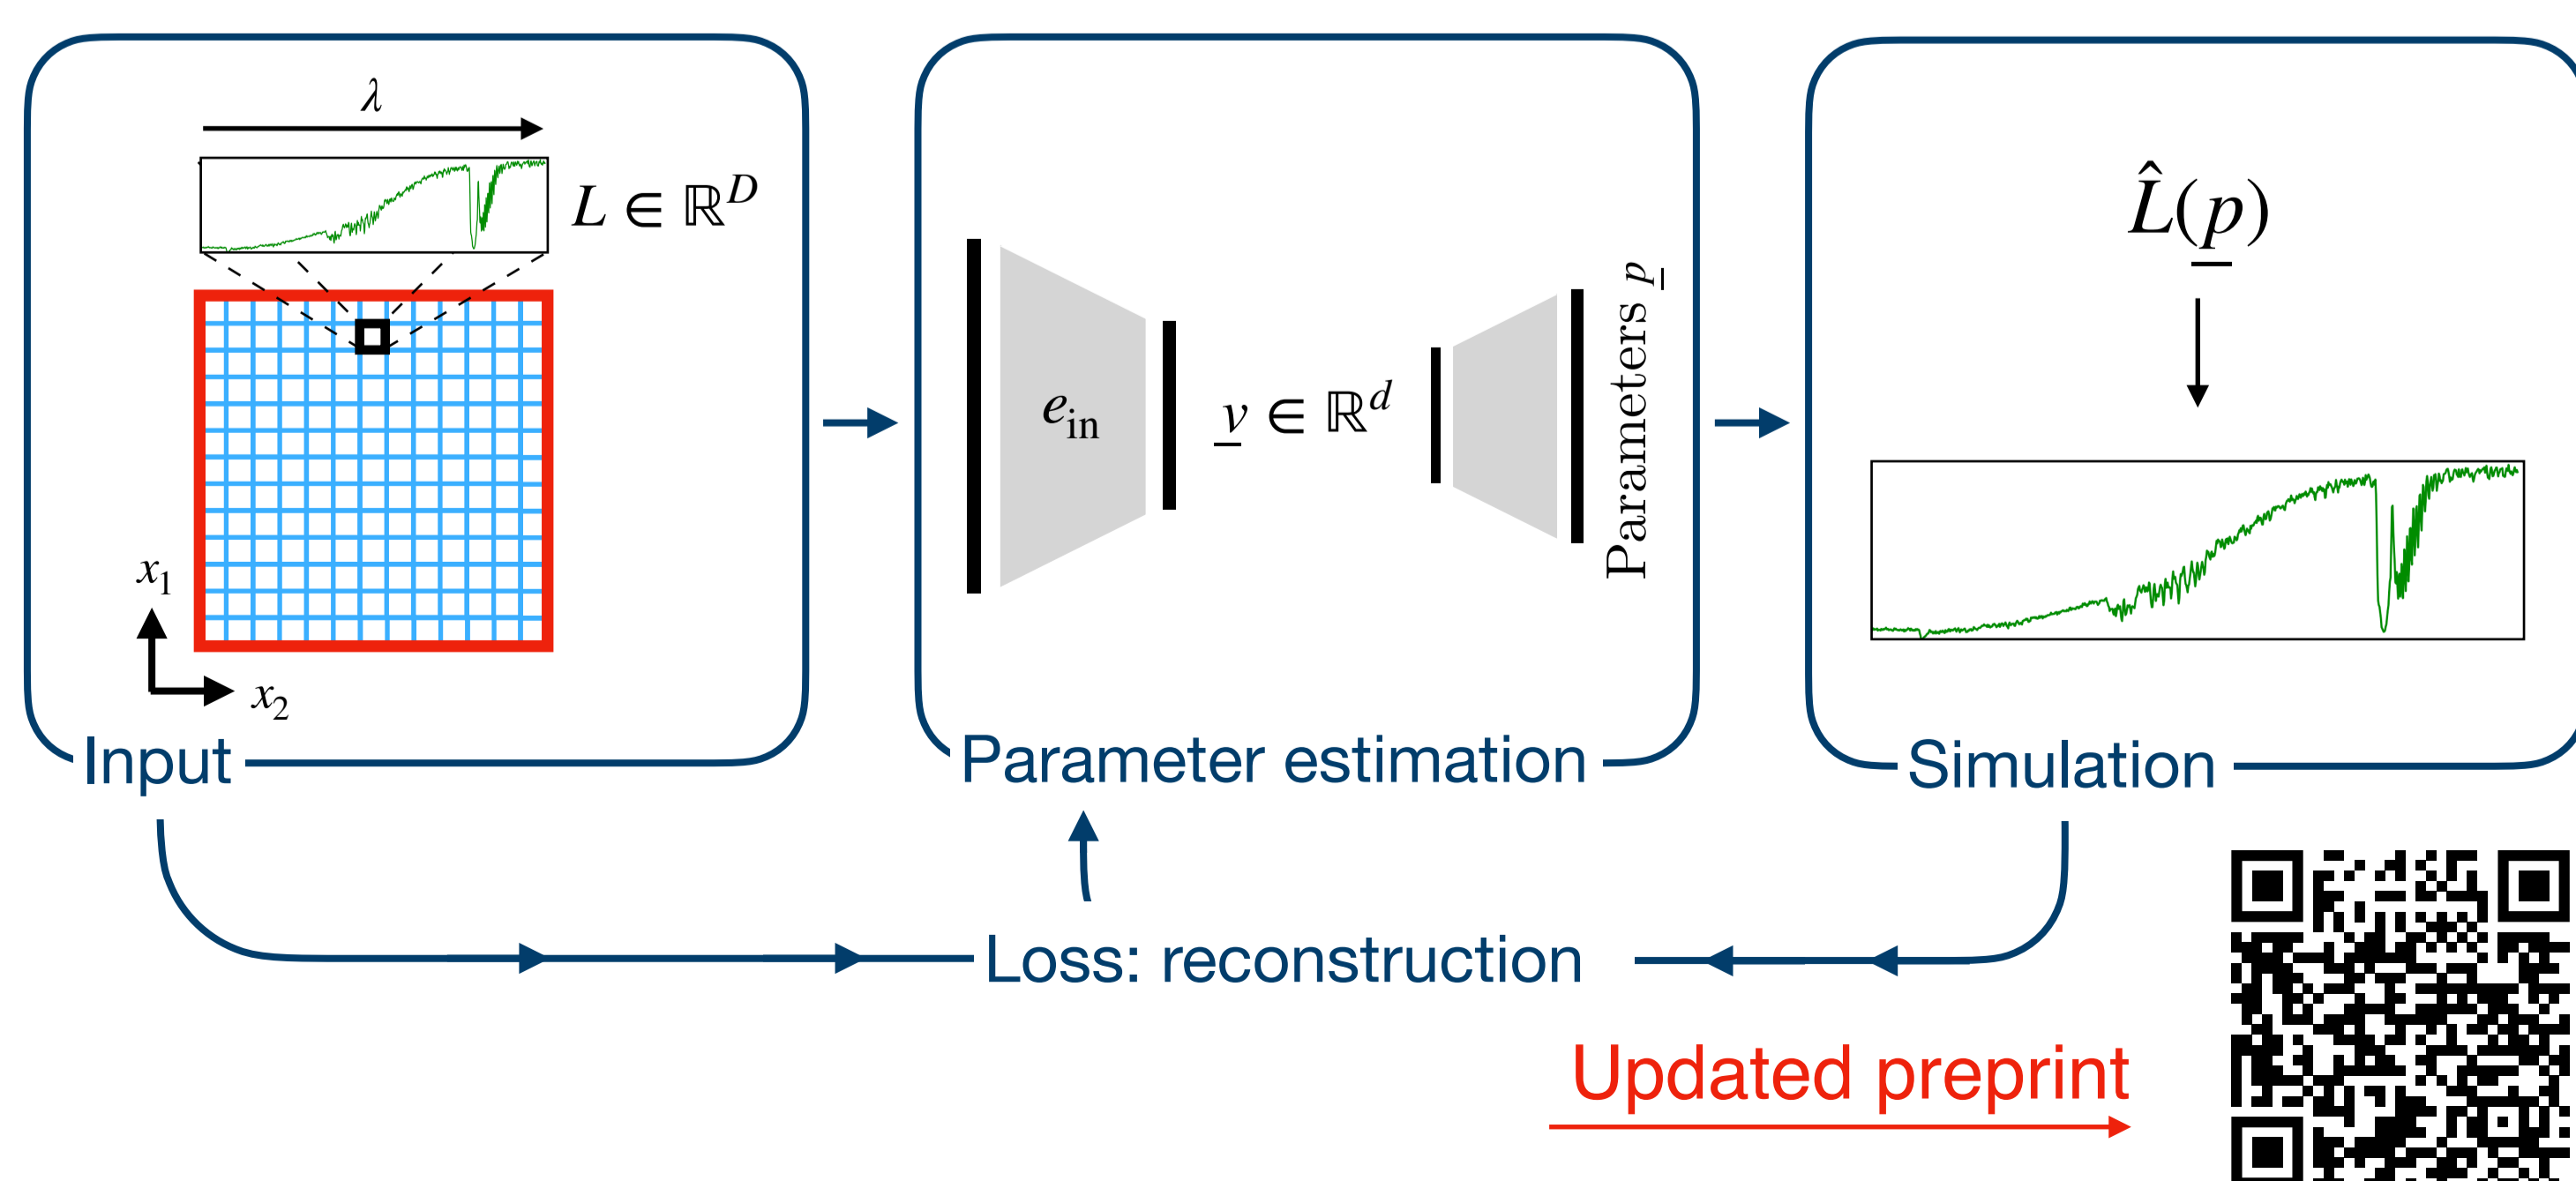 λ
L ∈ ℝ^D
x₁
x₂
Input
e_in
v ∈ ℝ^d
Parameters p
Parameter estimation
L̂(p)
Simulation
Loss: reconstruction
Updated preprint